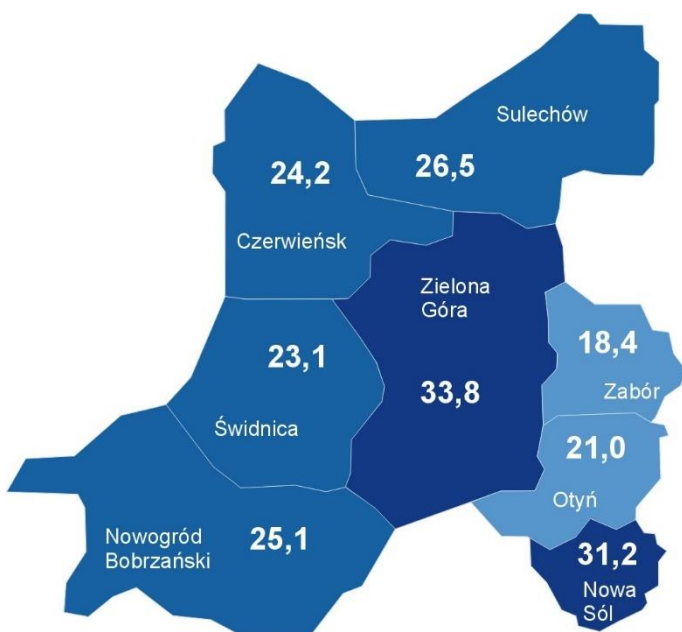 Sulechów
26,5
24,2
Czerwieńsk
Zielona
Góra
33,8
18,4
Zabór
23,1
Świdnica
21,0
Otyń
Nowogród
Bobrzański
25,1
31,2
Nowa
Sól